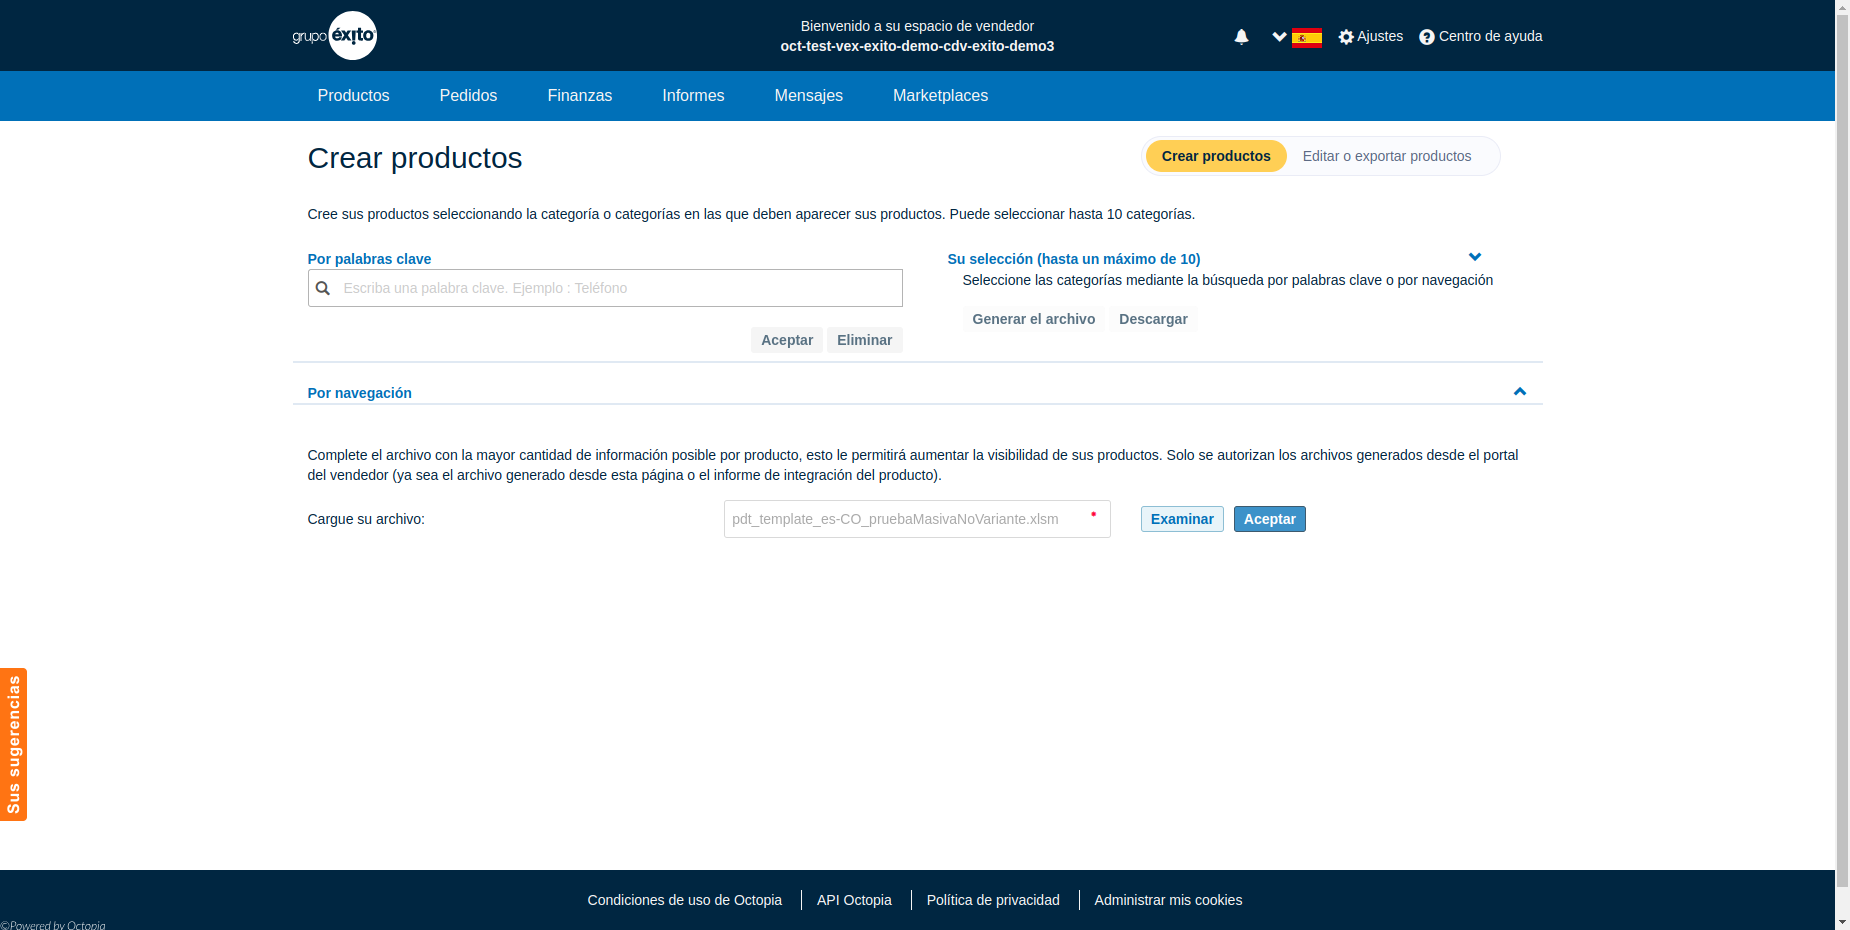 grupo éxito
Bienvenido a su espacio de vendedor
oct-test-vex-exito-demo-cdv-exito-demo3
Ajustes
Centro de ayuda
Productos
Pedidos
Finanzas
Informes
Mensajes
Marketplaces
Crear productos
Crear productos
Editar o exportar productos
Cree sus productos seleccionando la categoría o categorías en las que deben aparecer sus productos. Puede seleccionar hasta 10 categorías.
Por palabras clave
Escriba una palabra clave. Ejemplo : Teléfono
Aceptar
Eliminar
Su selección (hasta un máximo de 10)
Seleccione las categorías mediante la búsqueda por palabras clave o por navegación
Generar el archivo
Descargar
Por navegación
Complete el archivo con la mayor cantidad de información posible por producto, esto le permitirá aumentar la visibilidad de sus productos. Solo se autorizan los archivos generados desde el portal
del vendedor (ya sea el archivo generado desde esta página o el informe de integración del producto).
Cargue su archivo:
pdt_template_es-CO_pruebaMasivaNoVariante.xlsm
*
Examinar
Aceptar
Sus sugerencias
Condiciones de uso de Octopia
API Octopia
Política de privacidad
Administrar mis cookies
©Powered by Octopia